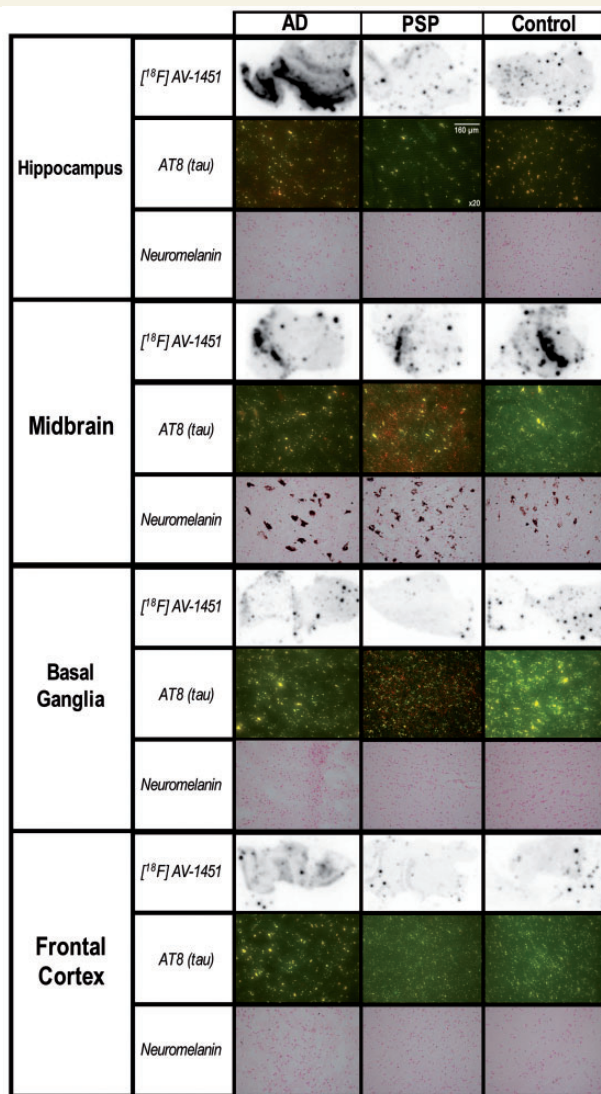 AD PSP Control
Hippocampus
[¹⁸F] AV-1451
AT8 (tau)
160 µm
x20
Neuromelanin
Midbrain
[¹⁸F] AV-1451
AT8 (tau)
Neuromelanin
Basal
Ganglia
[¹⁸F] AV-1451
AT8 (tau)
Neuromelanin
Frontal
Cortex
[¹⁸F] AV-1451
AT8 (tau)
Neuromelanin